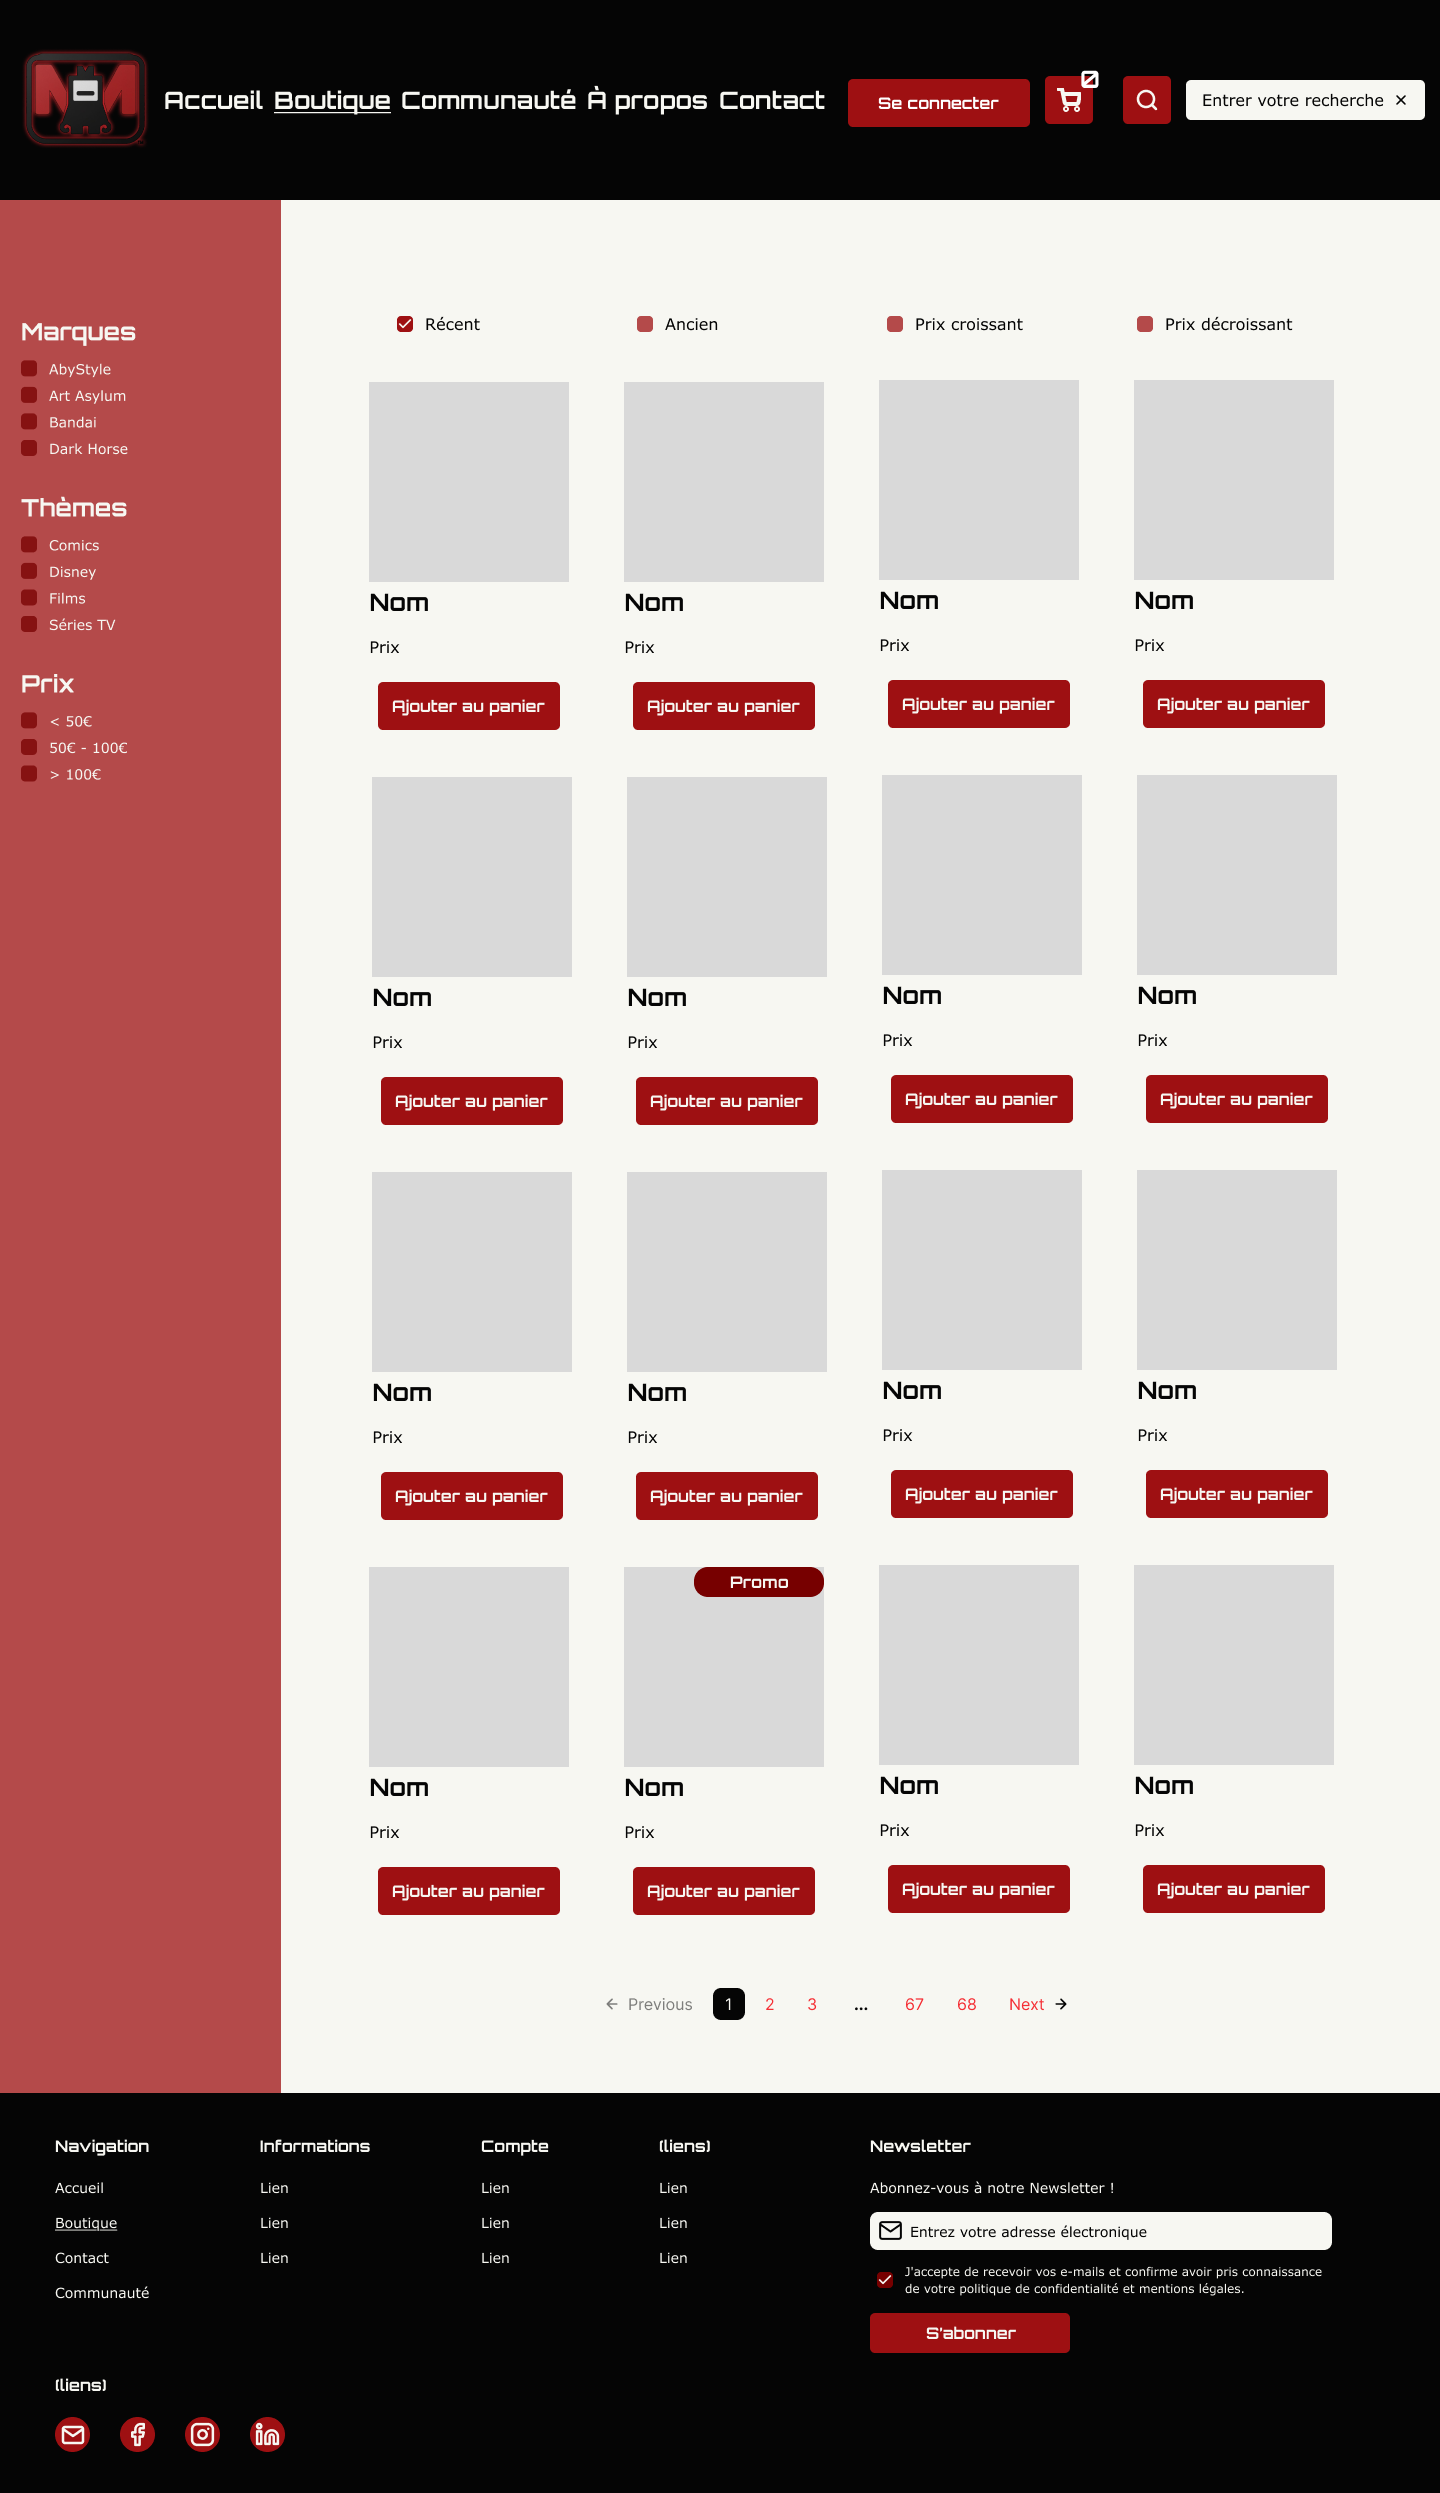 Accueil Boutique Communauté À propos Contact Se connecter 0 Entrer votre recherche
Marques
AbyStyle
Art Asylum
Bandai
Dark Horse
Thèmes
Comics
Disney
Films
Séries TV
Prix
< 50€
50€ - 100€
> 100€
Récent Ancien Prix croissant Prix décroissant
Nom Nom Nom Nom
Prix Prix Prix Prix
Ajouter au panier Ajouter au panier Ajouter au panier Ajouter au panier
Nom Nom Nom Nom
Prix Prix Prix Prix
Ajouter au panier Ajouter au panier Ajouter au panier Ajouter au panier
Nom Nom Nom Nom
Prix Prix Prix Prix
Ajouter au panier Ajouter au panier Ajouter au panier Ajouter au panier
Promo
Nom Nom Nom Nom
Prix Prix Prix Prix
Ajouter au panier Ajouter au panier Ajouter au panier Ajouter au panier
← Previous 1 2 3 ... 67 68 Next →
Navigation
Accueil
Boutique
Contact
Communauté
Informations
Lien
Lien
Lien
Compte
Lien
Lien
Lien
(liens)
Lien
Lien
Lien
Newsletter
Abonnez-vous à notre Newsletter !
Entrez votre adresse électronique
J'accepte de recevoir vos e-mails et confirme avoir pris connaissance
de votre politique de confidentialité et mentions légales.
S'abonner
(liens)